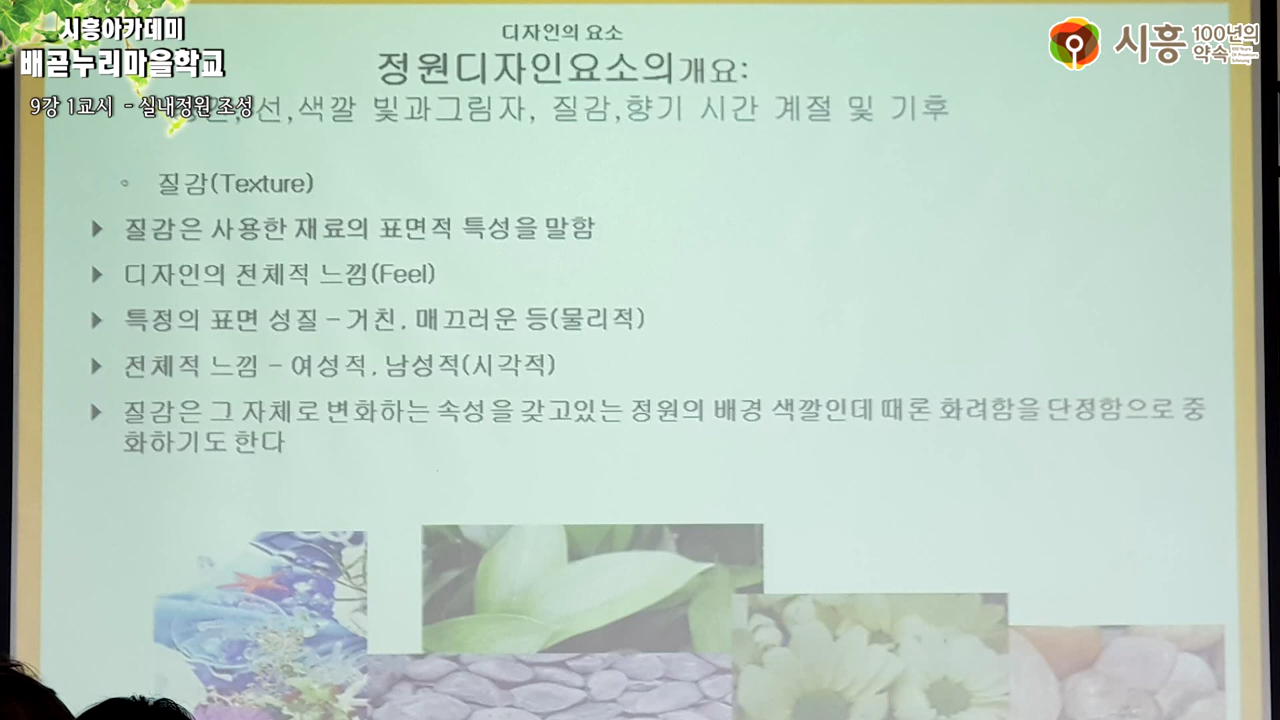 시흥아카데미
배곧누리마을학교
9강 1교시 - 실내정원 조성
시흥 100년의 약속
디자인의 요소
정원디자인요소의개요:
선,색깔 빛과그림자, 질감,향기 시간 계절 및 기후
질감(Texture)
질감은 사용한 재료의 표면적 특성을 말함
디자인의 전체적 느낌(Feel)
특정의 표면 성질 – 거친, 매끄러운 등(물리적)
전체적 느낌 – 여성적, 남성적(시각적)
질감은 그 자체로 변화하는 속성을 갖고있는 정원의 배경 색깔인데 때론 화려함을 단정함으로 중
화하기도 한다